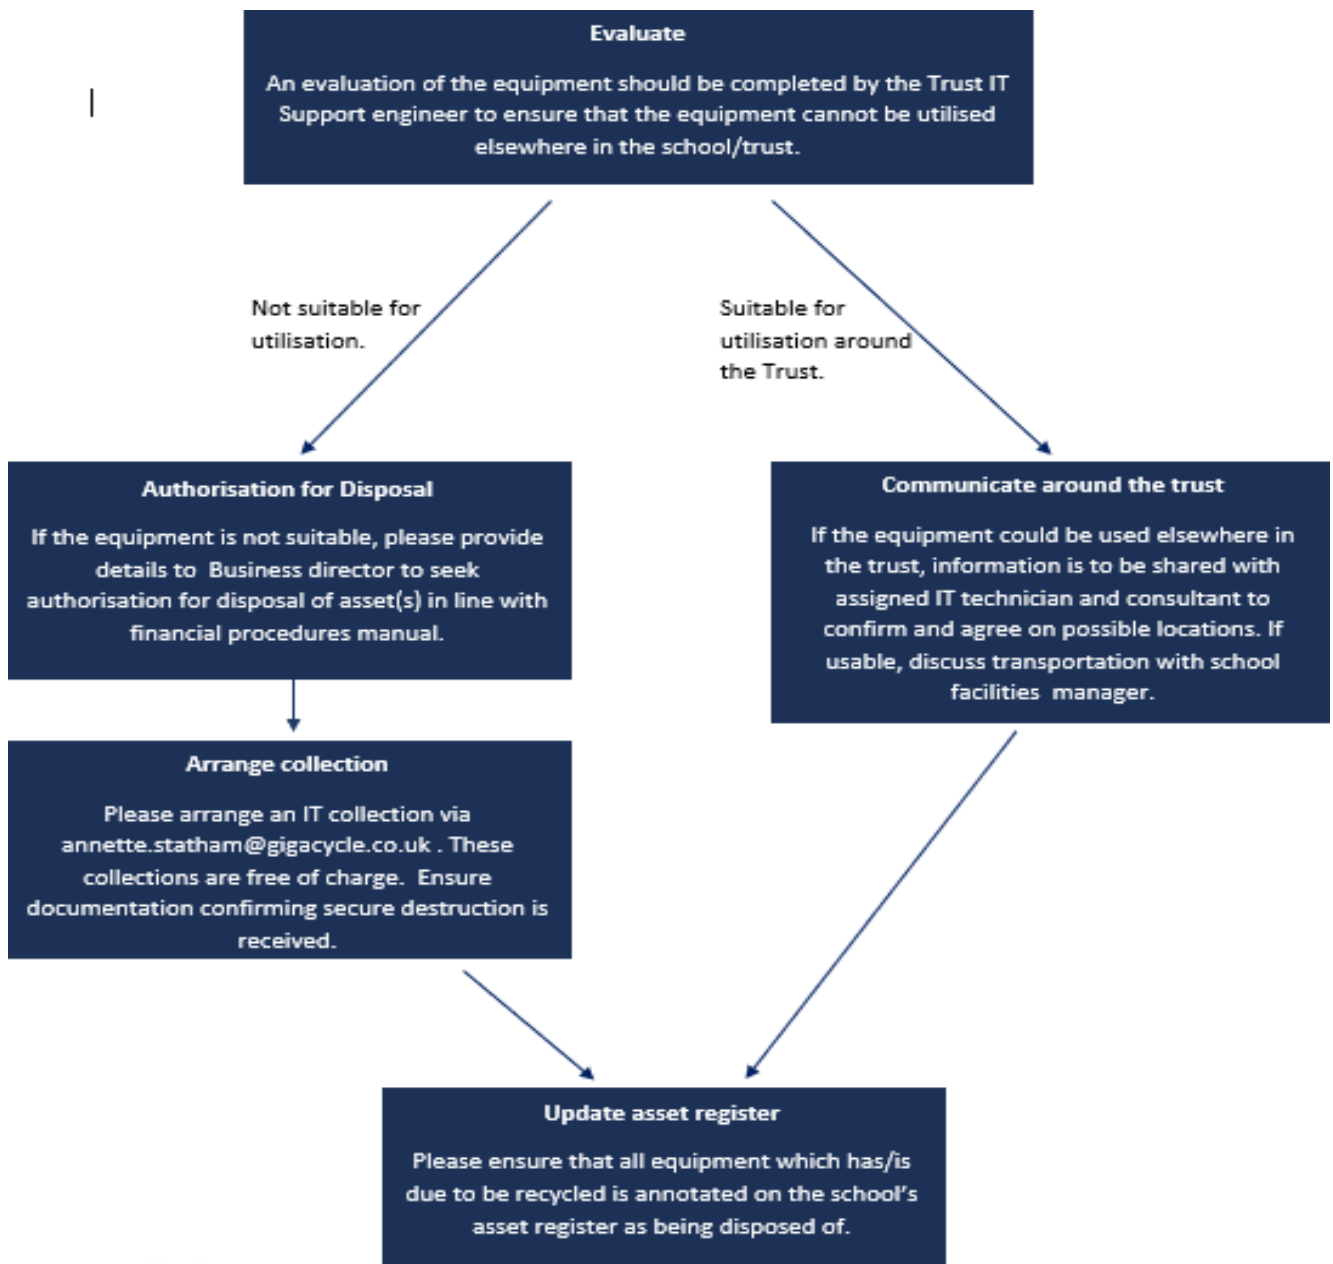 Evaluate
An evaluation of the equipment should be completed by the Trust IT
Support engineer to ensure that the equipment cannot be utilised
elsewhere in the school/trust.
Not suitable for
utilisation.
Suitable for
utilisation around
the Trust.
Authorisation for Disposal
If the equipment is not suitable, please provide
details to Business director to seek
authorisation for disposal of asset(s) in line with
financial procedures manual.
Communicate around the trust
If the equipment could be used elsewhere in
the trust, information is to be shared with
assigned IT technician and consultant to
confirm and agree on possible locations. If
usable, discuss transportation with school
facilities manager.
Arrange collection
Please arrange an IT collection via
annette.statham@gigacycle.co.uk . These
collections are free of charge. Ensure
documentation confirming secure destruction is
received.
Update asset register
Please ensure that all equipment which has/is
due to be recycled is annotated on the school's
asset register as being disposed of.